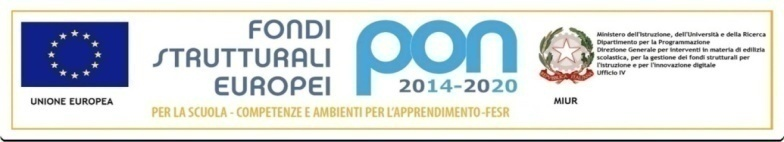 UNIONE EUROPEA
FONDI
STRUTTURALI
EUROPEI
pon
2014-2020
PER LA SCUOLA - COMPETENZE E AMBIENTI PER L'APPRENDIMENTO-FESR
MIUR
Ministero dell'Istruzione, dell'Università e della Ricerca
Dipartimento per la Programmazione
Direzione Generale per interventi in materia di edilizia
scolastica, per la gestione dei fondi strutturali per
l'istruzione e per l'innovazione digitale
Ufficio IV